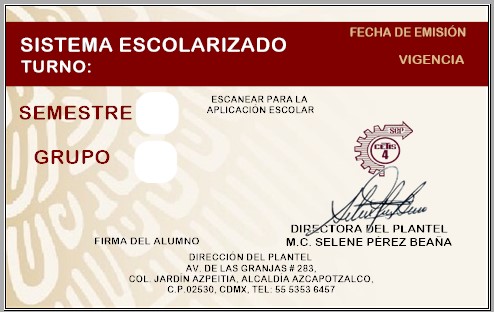 FECHA DE EMISIÓN
SISTEMA ESCOLARIZADO
VIGENCIA
TURNO:
ESCANEAR PARA LA
APLICACIÓN ESCOLAR
SEMESTRE
GRUPO
SEP
CETis
4
DIRECTORA DEL PLANTEL
FIRMA DEL ALUMNO
M.C. SELENE PÉREZ BEAÑA
DIRECCIÓN DEL PLANTEL
AV. DE LAS GRANJAS # 283,
COL. JARDÍN AZPEITIA, ALCALDIA AZCAPOTZALCO,
C.P.02530, CDMX, TEL: 55 5353 6457